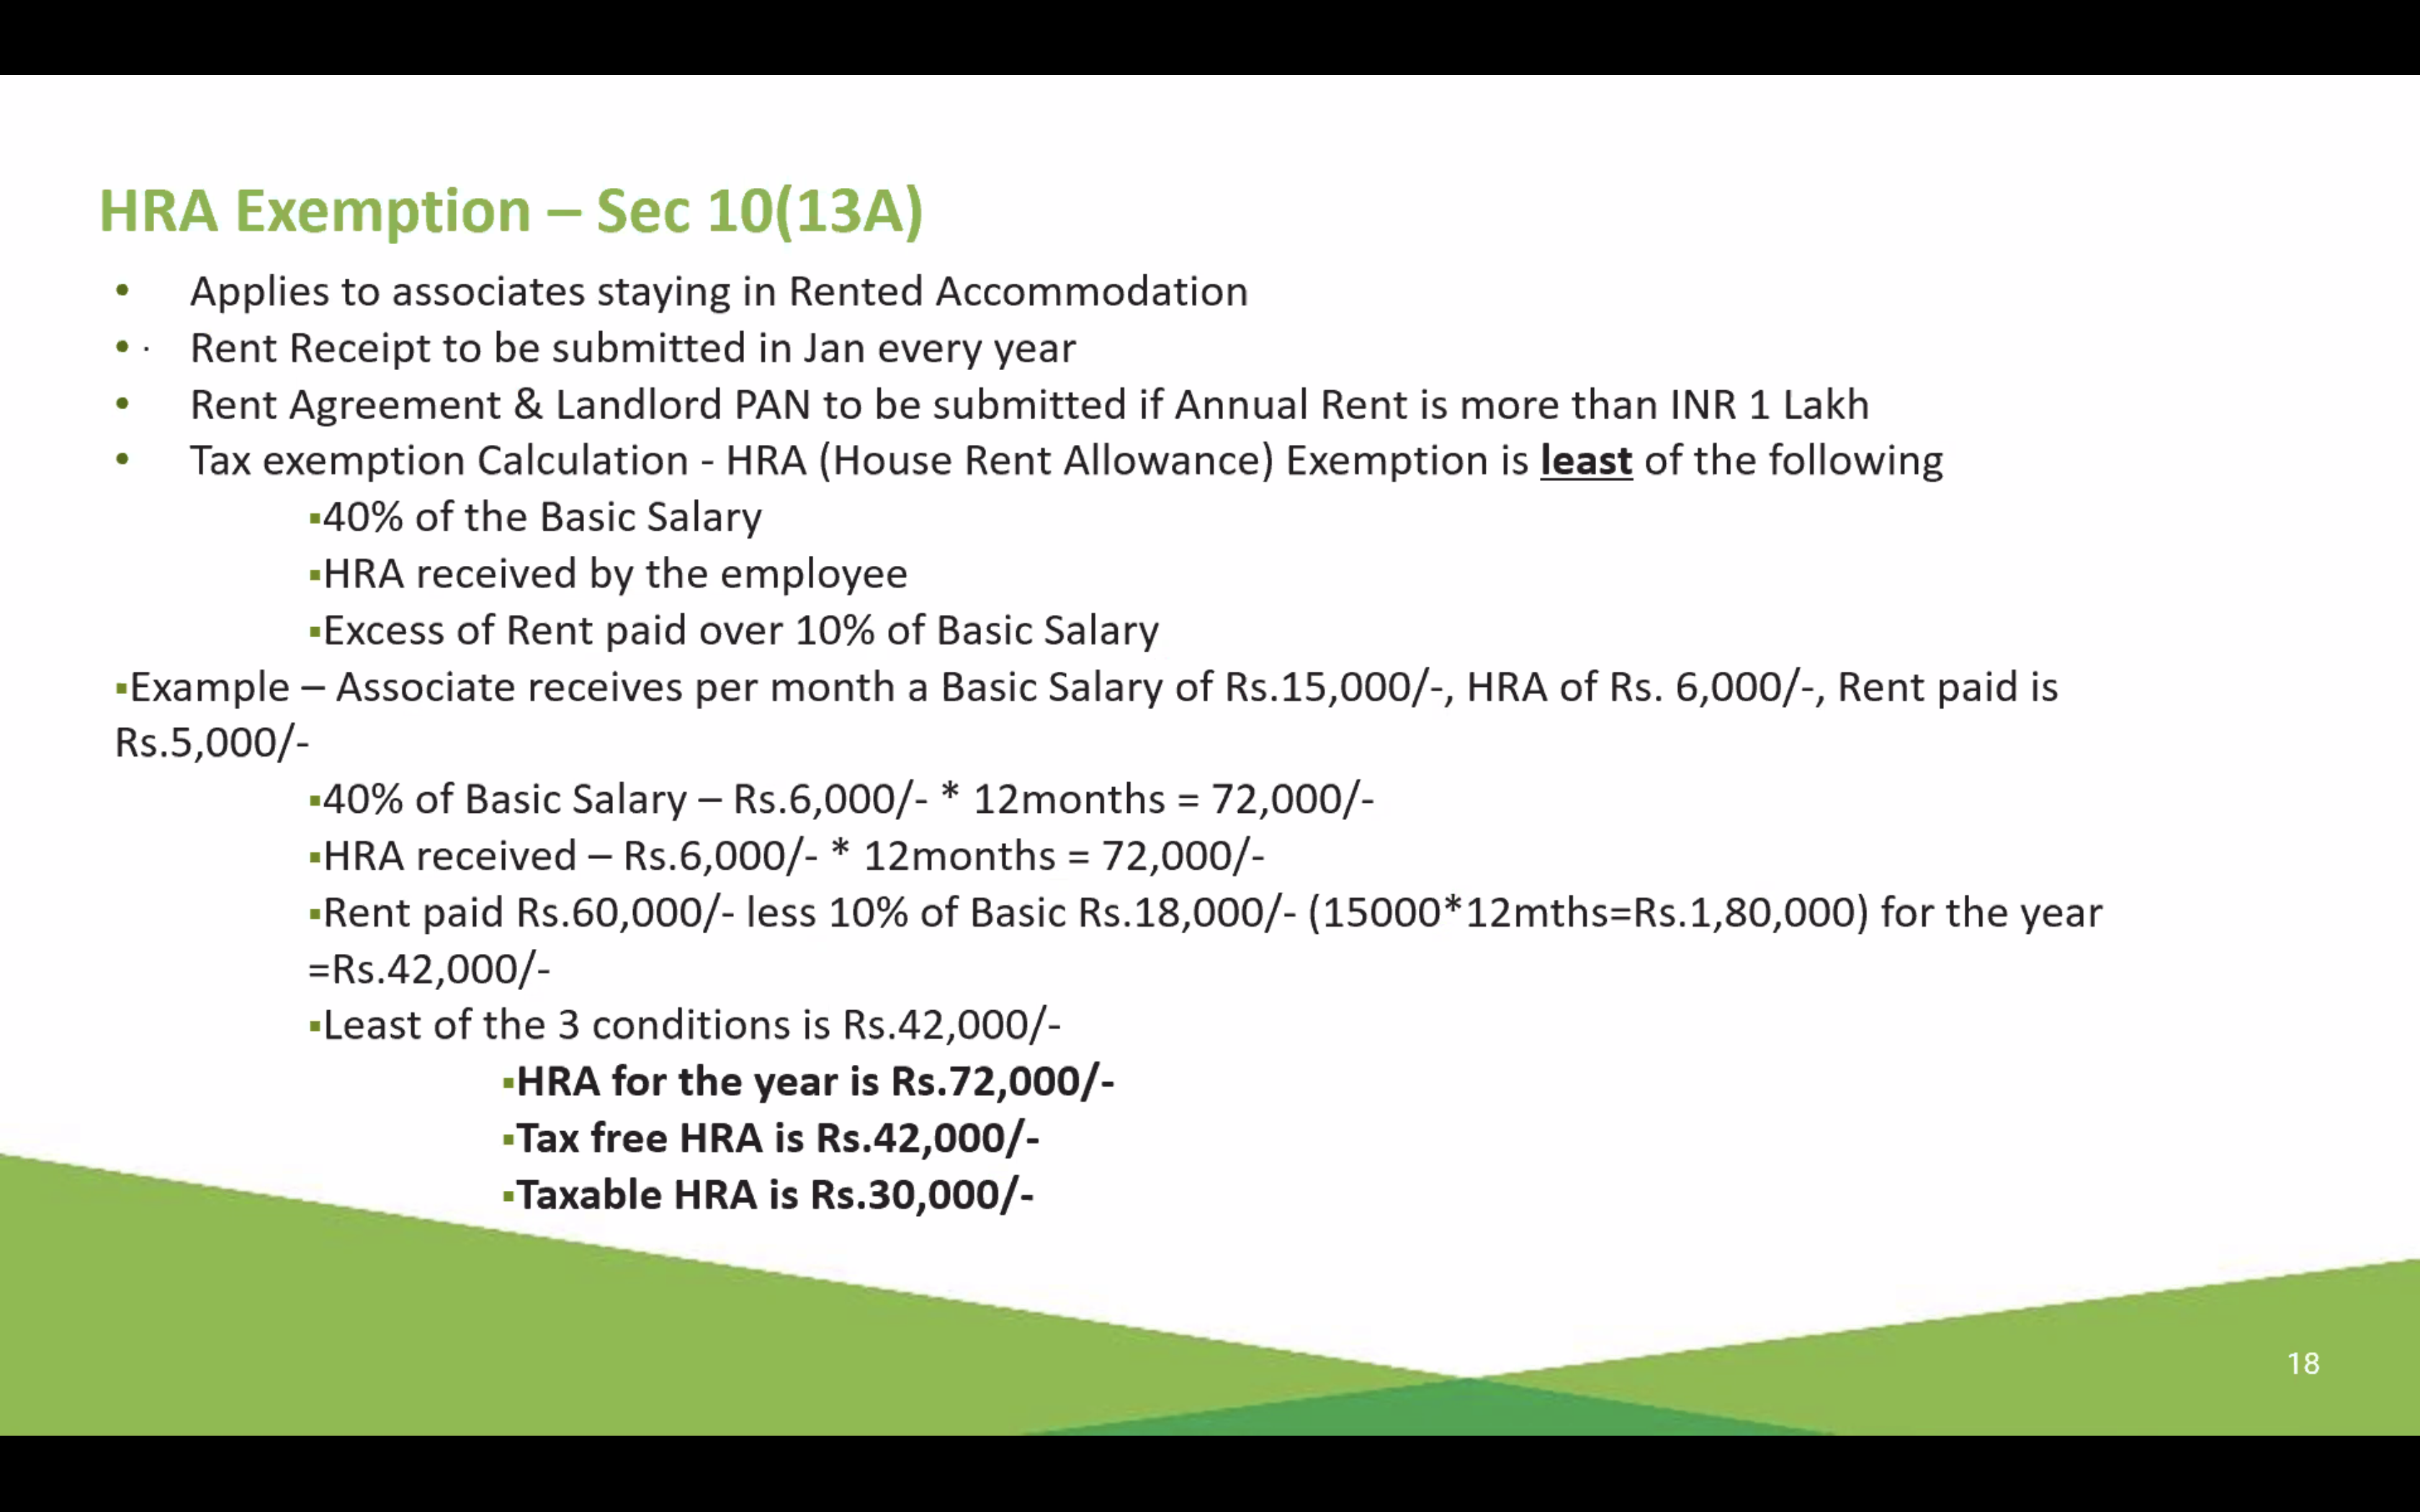 HRA Exemption – Sec 10(13A)
• Applies to associates staying in Rented Accommodation
• · Rent Receipt to be submitted in Jan every year
• Rent Agreement & Landlord PAN to be submitted if Annual Rent is more than INR 1 Lakh
• Tax exemption Calculation - HRA (House Rent Allowance) Exemption is least of the following
▪40% of the Basic Salary
▪HRA received by the employee
▪Excess of Rent paid over 10% of Basic Salary
▪Example – Associate receives per month a Basic Salary of Rs.15,000/-, HRA of Rs. 6,000/-, Rent paid is
Rs.5,000/-
▪40% of Basic Salary – Rs.6,000/- * 12months = 72,000/-
▪HRA received – Rs.6,000/- * 12months = 72,000/-
▪Rent paid Rs.60,000/- less 10% of Basic Rs.18,000/- (15000*12mths=Rs.1,80,000) for the year
=Rs.42,000/-
▪Least of the 3 conditions is Rs.42,000/-
▪HRA for the year is Rs.72,000/-
▪Tax free HRA is Rs.42,000/-
▪Taxable HRA is Rs.30,000/-
18